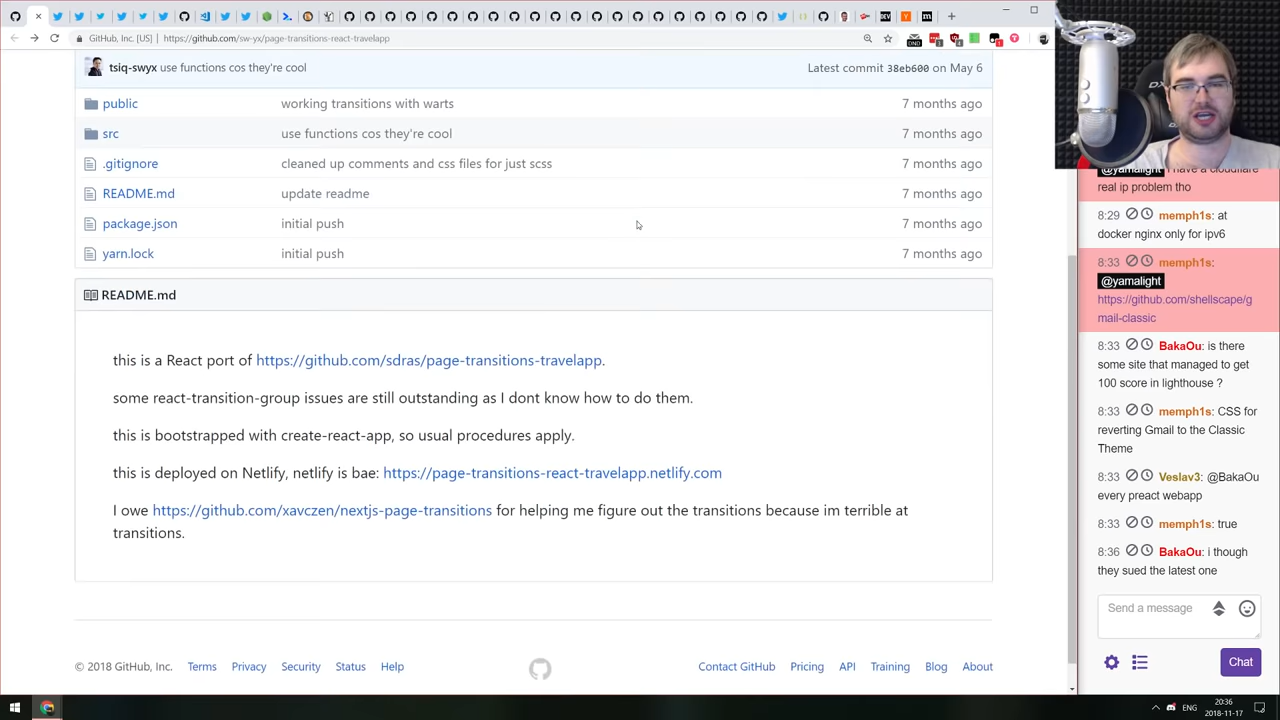 GitHub, Inc. [US] | https://github.com/sw-yx/page-transitions-react-travelapp
tsiq-swyx use functions cos they're cool
Latest commit 38eb600 on May 6
public working transitions with warts 7 months ago
src use functions cos they're cool 7 months ago
.gitignore cleaned up comments and css files for just scss 7 months ago
README.md update readme 7 months ago
package.json initial push 7 months ago
yarn.lock initial push 7 months ago
README.md
this is a React port of https://github.com/sdras/page-transitions-travelapp.
some react-transition-group issues are still outstanding as I dont know how to do them.
this is bootstrapped with create-react-app, so usual procedures apply.
this is deployed on Netlify, netlify is bae: https://page-transitions-react-travelapp.netlify.com
I owe https://github.com/xavczen/nextjs-page-transitions for helping me figure out the transitions because im terrible at
transitions.
© 2018 GitHub, Inc. Terms Privacy Security Status Help
Contact GitHub Pricing API Training Blog About
@yamalight i have a cloudflare
real ip problem tho
8:29 memph1s: at
docker nginx only for ipv6
8:33 memph1s:
@yamalight
https://github.com/shellscape/g
mail-classic
8:33 BakaOu: is there
some site that managed to get
100 score in lighthouse ?
8:33 memph1s: CSS for
reverting Gmail to the Classic
Theme
8:33 Veslav3: @BakaOu
every preact webapp
8:33 memph1s: true
8:36 BakaOu: i though
they sued the latest one
Send a message
Chat
ENG
20:36
2018-11-17